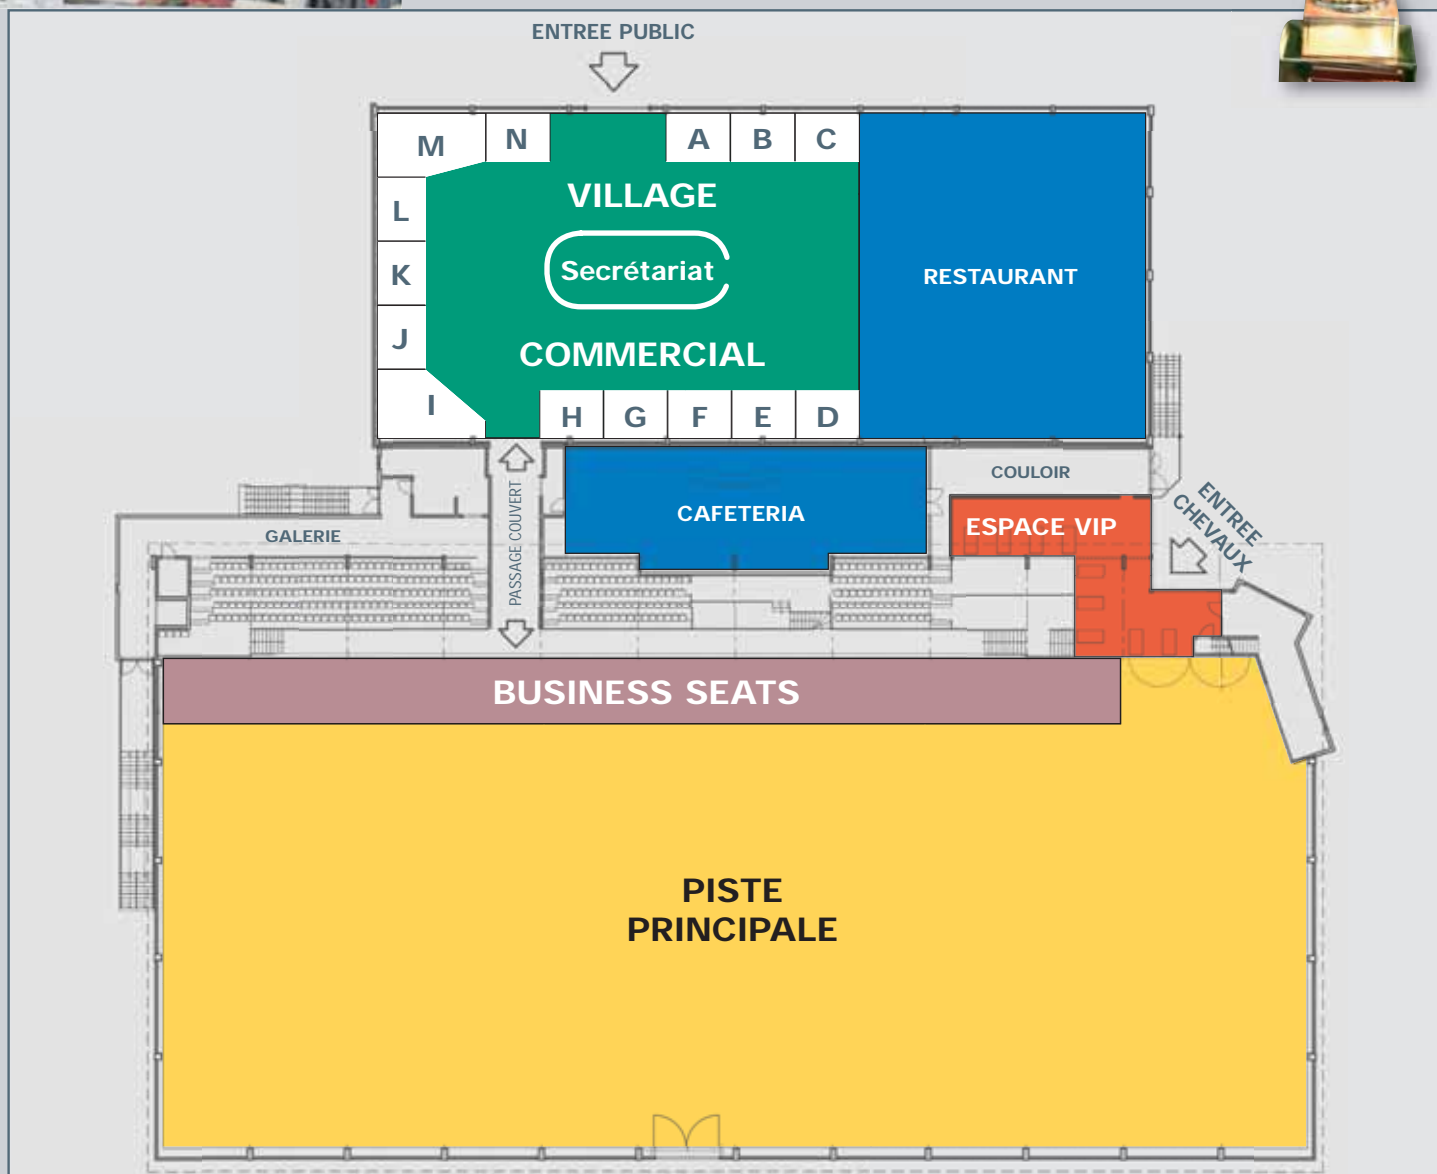 ENTREE PUBLIC
M
N
A
B
C
L
VILLAGE
K
Secrétariat
RESTAURANT
J
COMMERCIAL
I
H
G
F
E
D
COULOIR
PASSAGE COUVERT
CAFETERIA
ESPACE VIP
ENTREE
CHEVAUX
GALERIE
BUSINESS SEATS
PISTE
PRINCIPALE